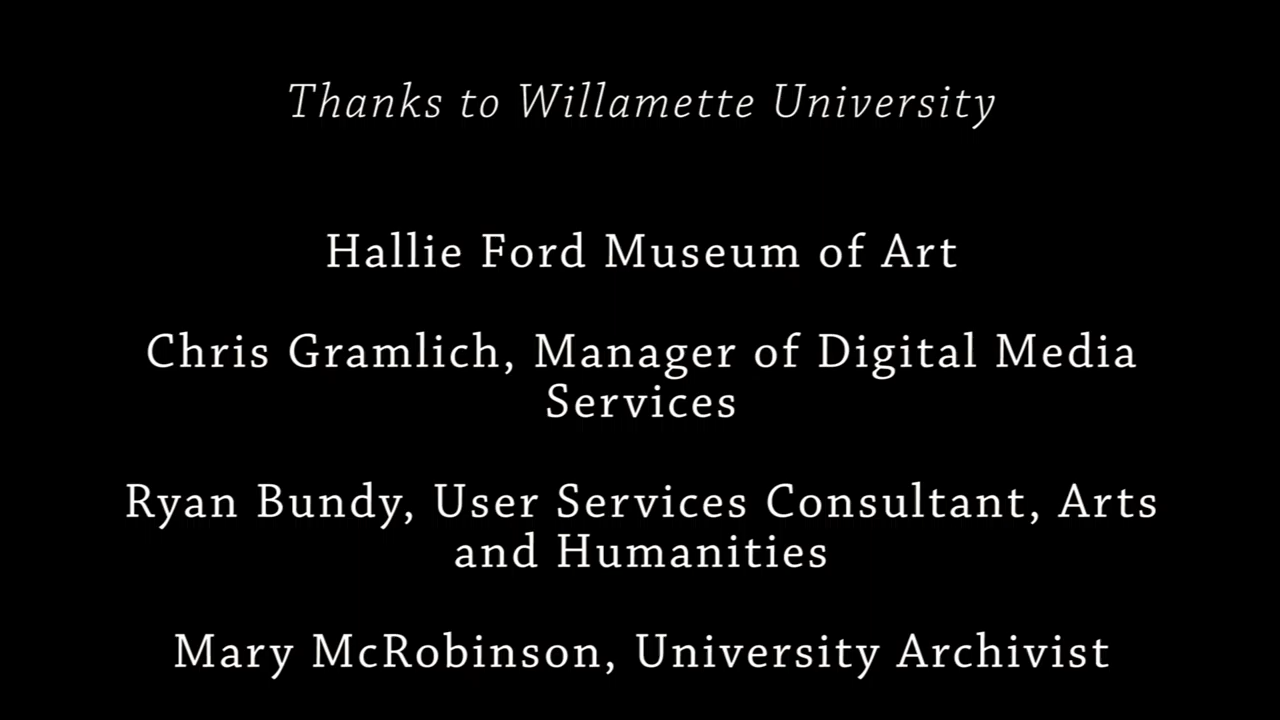 Thanks to Willamette University
Hallie Ford Museum of Art
Chris Gramlich, Manager of Digital Media
Services
Ryan Bundy, User Services Consultant, Arts
and Humanities
Mary McRobinson, University Archivist